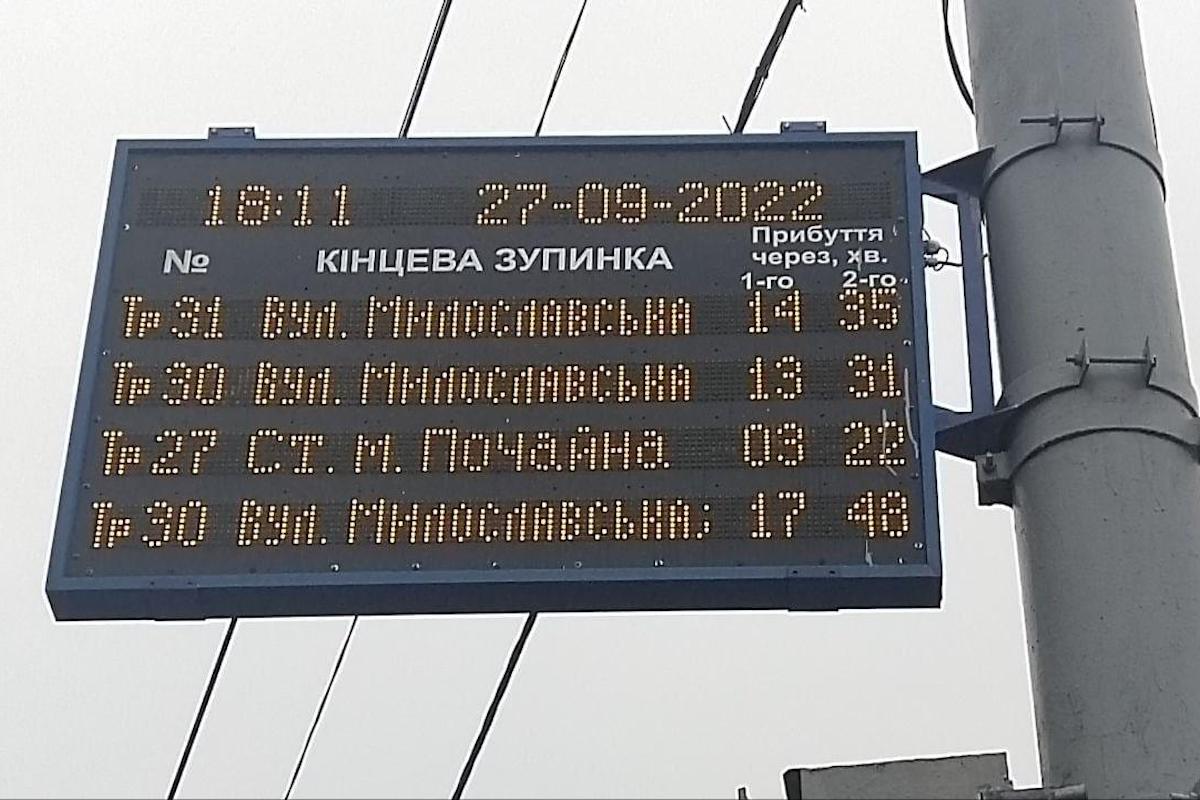 18:11 27-09-2022
№ КІНЦЕВА ЗУПИНКА Прибуття через, хв.
1-го 2-го
Тр 31 Вул. Милославська 14 35
Тр 30 Вул. Милославська 13 31
Тр 27 Ст. м. Почайна 09 22
Тр 30 Вул. Милославська: 17 48